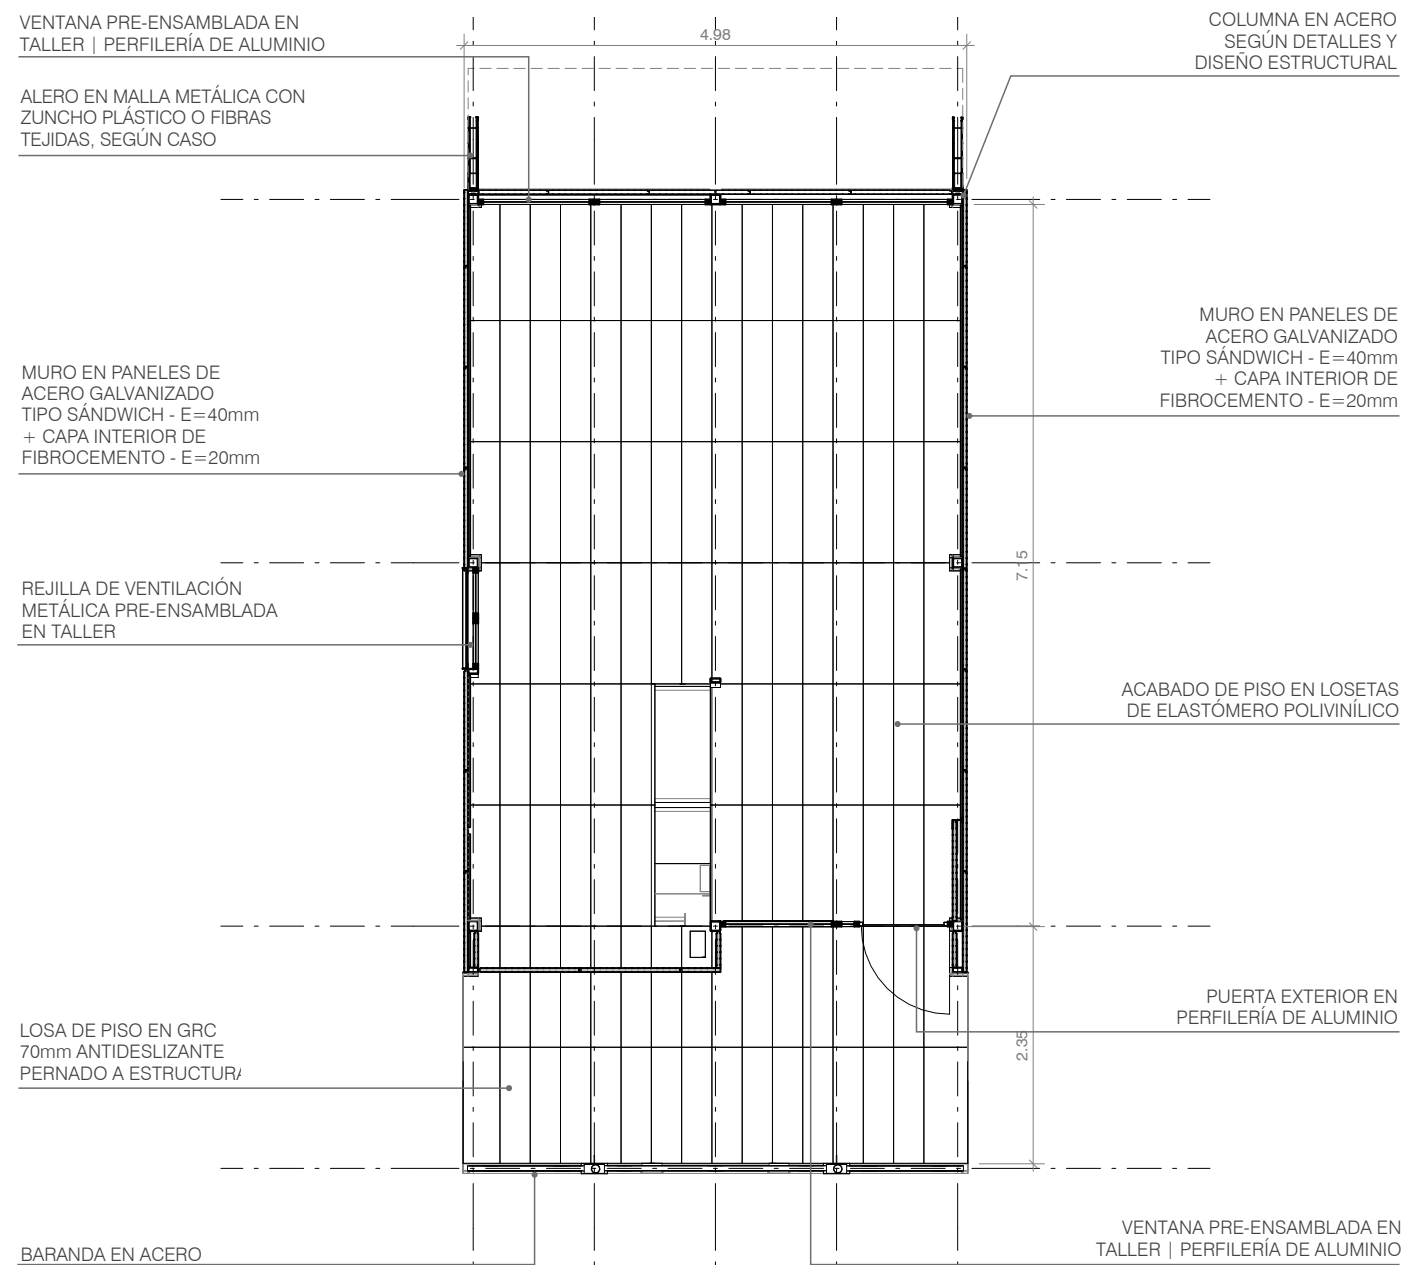 VENTANA PRE-ENSAMBLADA EN
TALLER | PERFILERÍA DE ALUMINIO
ALERO EN MALLA METÁLICA CON
ZUNCHO PLÁSTICO O FIBRAS
TEJIDAS, SEGÚN CASO
MURO EN PANELES DE
ACERO GALVANIZADO
TIPO SÁNDWICH - E=40mm
+ CAPA INTERIOR DE
FIBROCEMENTO - E=20mm
REJILLA DE VENTILACIÓN
METÁLICA PRE-ENSAMBLADA
EN TALLER
LOSA DE PISO EN GRC
70mm ANTIDESLIZANTE
PERNADO A ESTRUCTURA
BARANDA EN ACERO
4.98
7.15
2.35
COLUMNA EN ACERO
SEGÚN DETALLES Y
DISEÑO ESTRUCTURAL
MURO EN PANELES DE
ACERO GALVANIZADO
TIPO SÁNDWICH - E=40mm
+ CAPA INTERIOR DE
FIBROCEMENTO - E=20mm
ACABADO DE PISO EN LOSETAS
DE ELASTÓMERO POLIVINÍLICO
PUERTA EXTERIOR EN
PERFILERÍA DE ALUMINIO
VENTANA PRE-ENSAMBLADA EN
TALLER | PERFILERÍA DE ALUMINIO